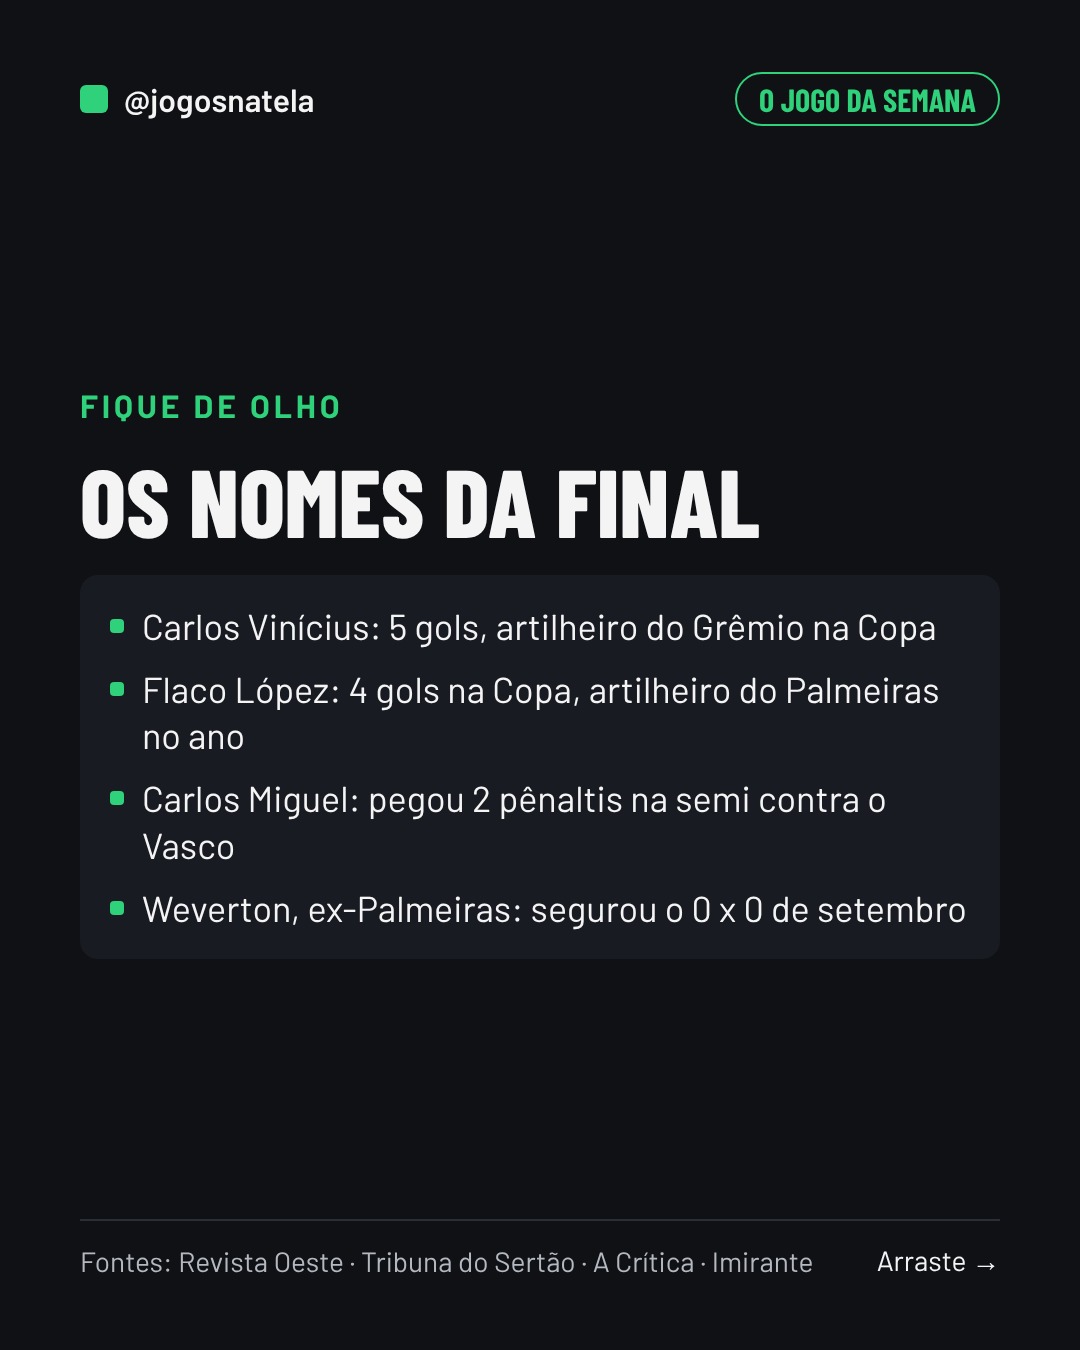 @jogosnatela
O JOGO DA SEMANA
FIQUE DE OLHO
OS NOMES DA FINAL
Carlos Vinícius: 5 gols, artilheiro do Grêmio na Copa
Flaco López: 4 gols na Copa, artilheiro do Palmeiras
no ano
Carlos Miguel: pegou 2 pênaltis na semi contra o
Vasco
Weverton, ex-Palmeiras: segurou o 0 x 0 de setembro
Fontes: Revista Oeste · Tribuna do Sertão · A Crítica · Imirante
Arraste →